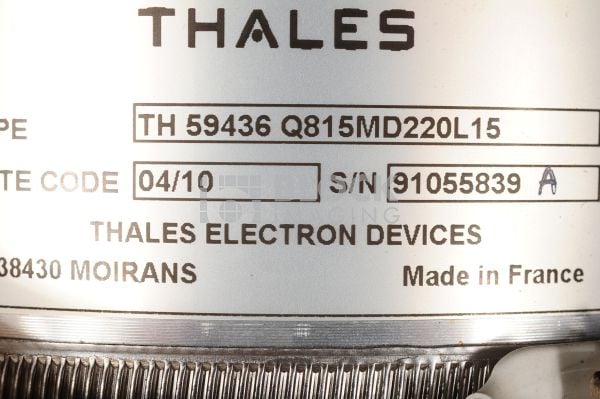 THALES
PE TH 59436 Q815MD220L15
TE CODE 04/10 S/N 91055839 A
THALES ELECTRON DEVICES
38430 MOIRANS Made in France